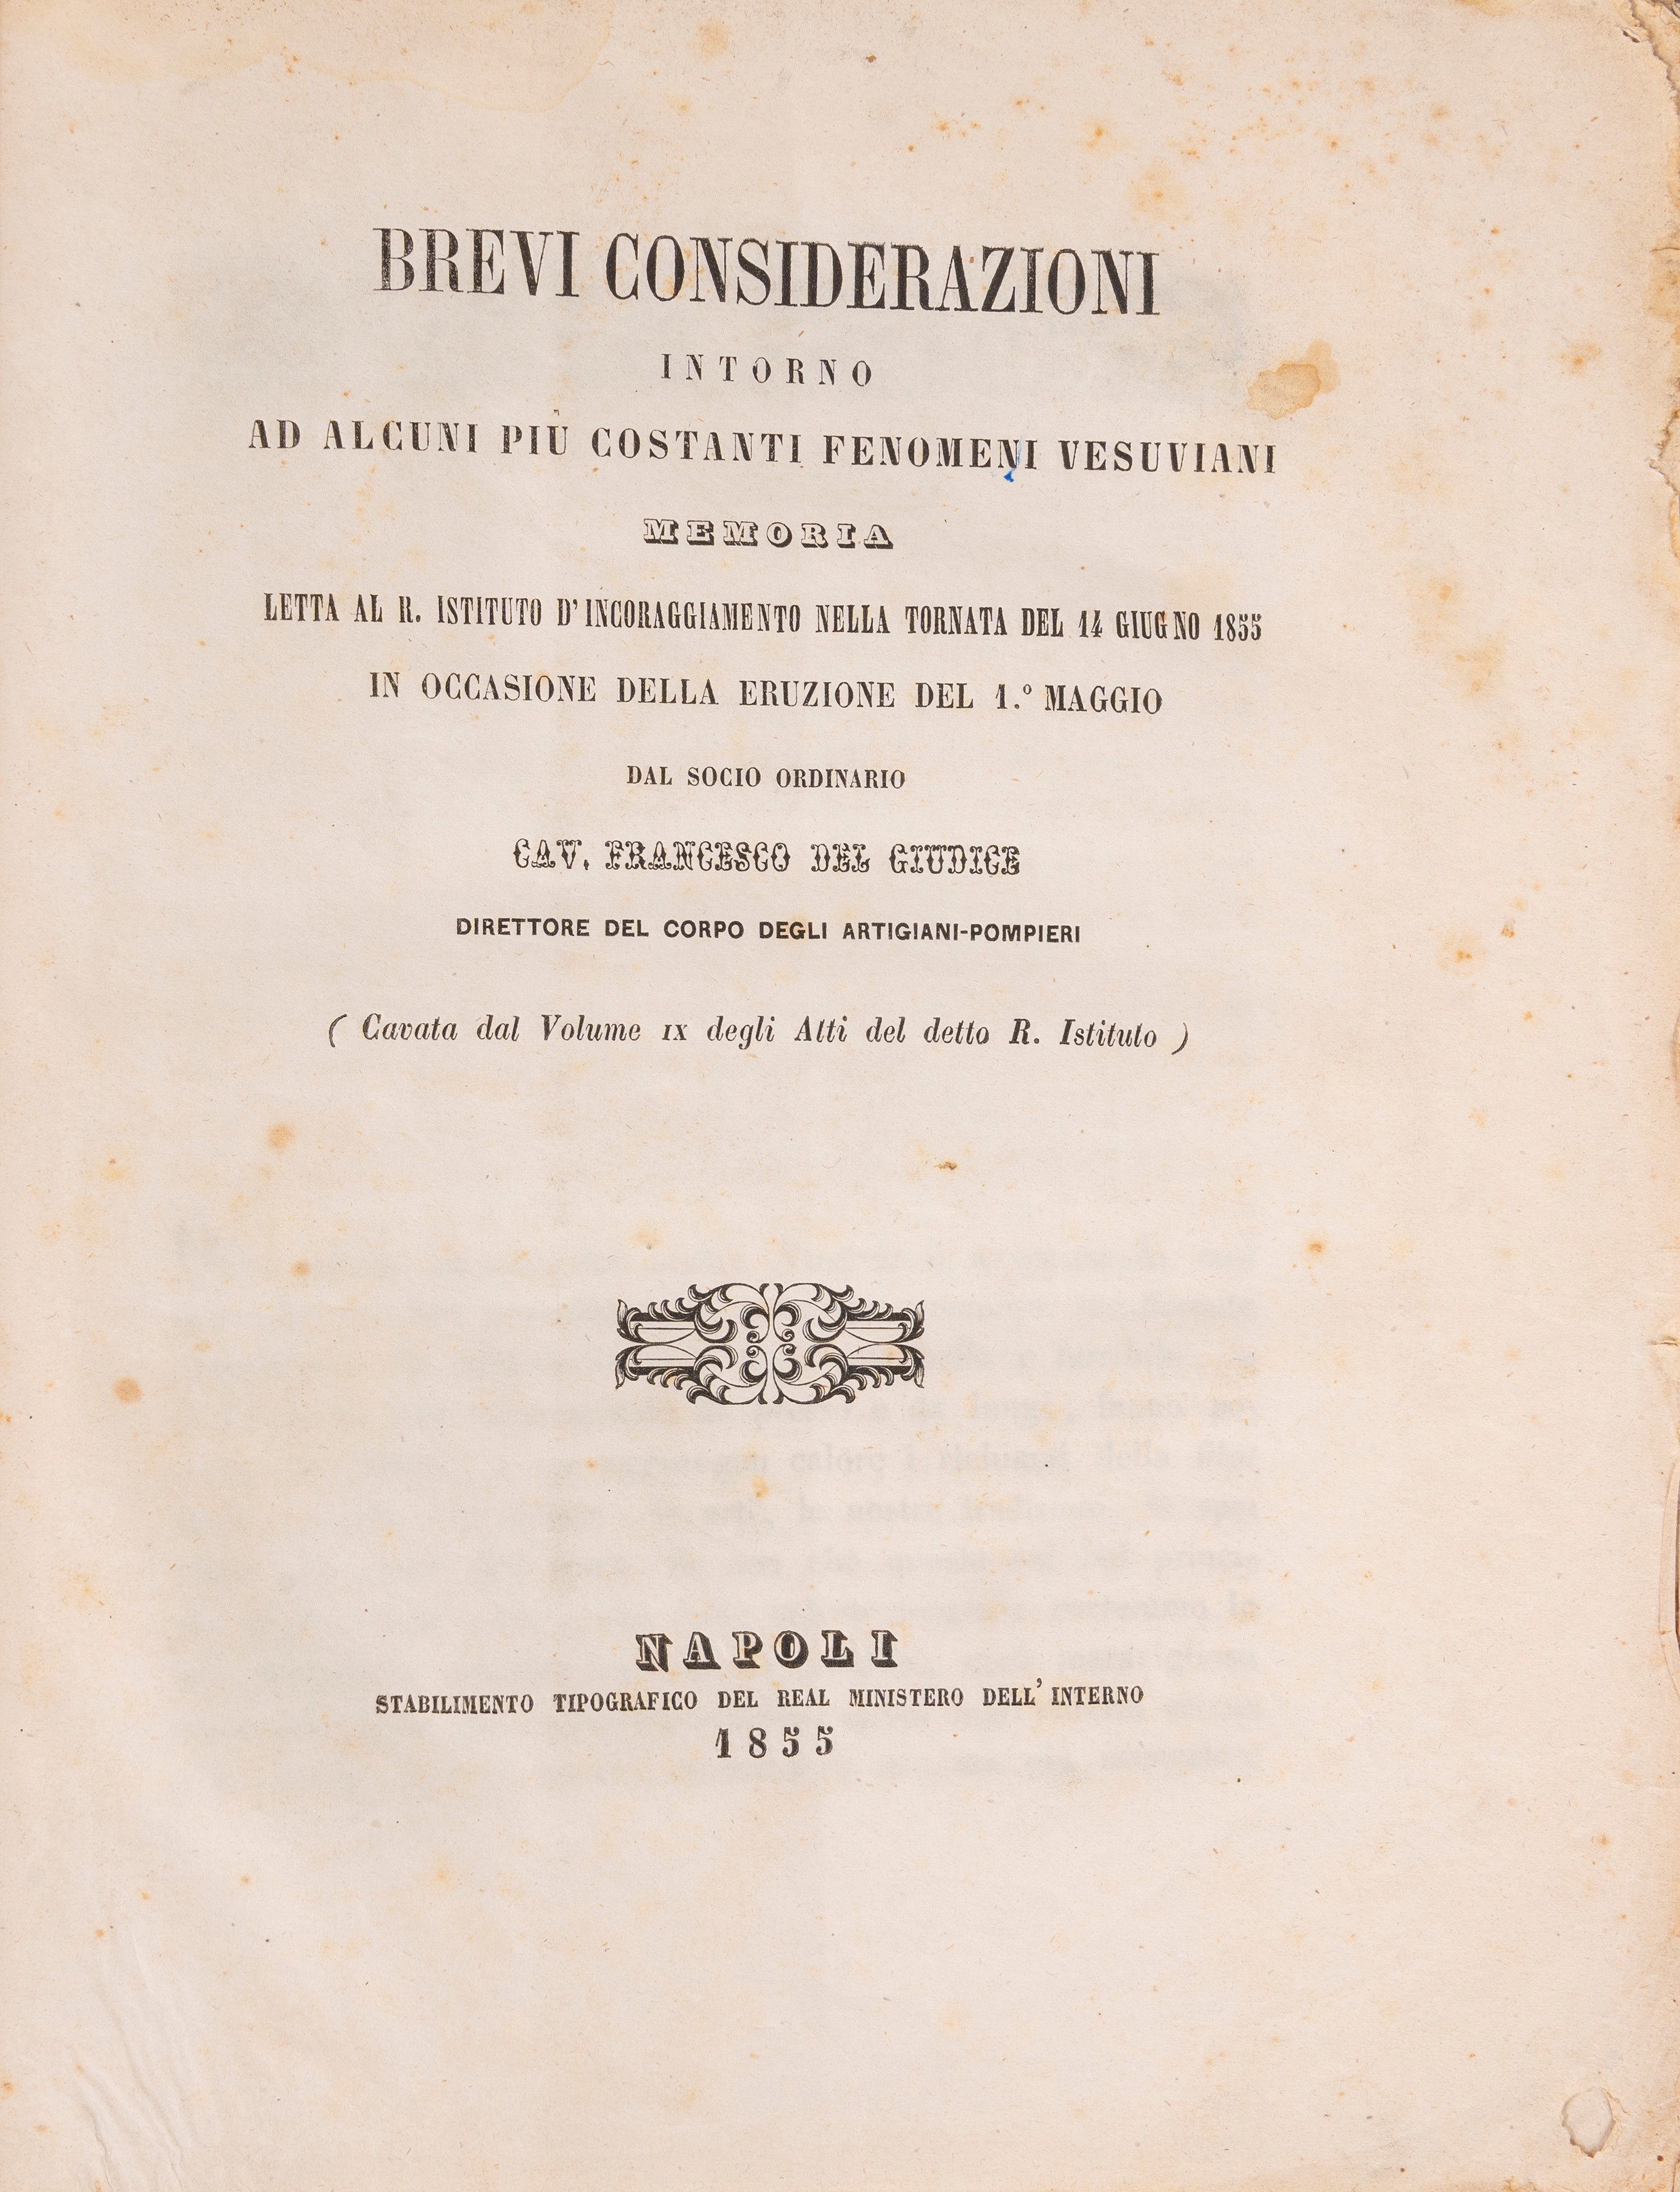 BREVI CONSIDERAZIONI
INTORNO
AD ALCUNI PIÙ COSTANTI FENOMENI VESUVIANI
MEMORIA
LETTA AL R. ISTITUTO D'INCORAGGIAMENTO NELLA TORNATA DEL 14 GIUGNO 1855
IN OCCASIONE DELLA ERUZIONE DEL 1.º MAGGIO
DAL SOCIO ORDINARIO
CAV. FRANCESCO DEL GIUDICE
DIRETTORE DEL CORPO DEGLI ARTIGIANI-POMPIERI
( Cavata dal Volume IX degli Atti del detto R. Istituto )
NAPOLI
STABILIMENTO TIPOGRAFICO DEL REAL MINISTERO DELL'INTERNO
1855